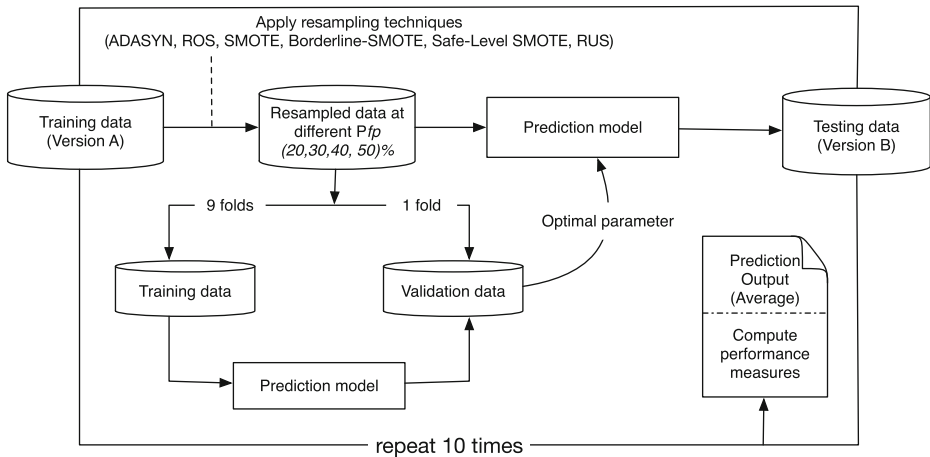 Apply resampling techniques
(ADASYN, ROS, SMOTE, Borderline-SMOTE, Safe-Level SMOTE, RUS)
Training data
(Version A)
Resampled data at
different Pfp
(20,30,40, 50)%
Prediction model
Testing data
(Version B)
9 folds
1 fold
Optimal parameter
Training data
Validation data
Prediction model
Prediction
Output
(Average)
Compute
performance
measures
repeat 10 times